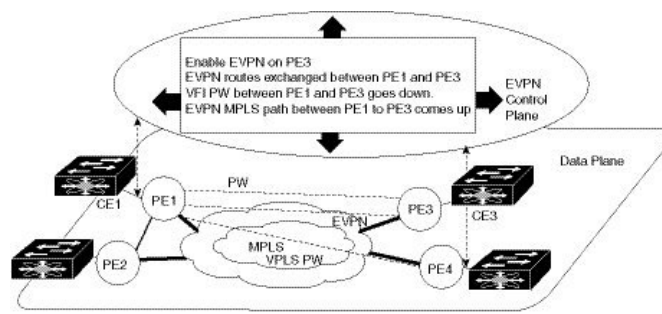 Enable EVPN on PE3
EVPN routes exchanged between PE1 and PE3
VFI PW between PE1 and PE3 goes down.
EVPN MPLS path between PE1 to PE3 comes up
EVPN
Control
Plane
Data Plane
PW
CE1
PE1
PE3
CE3
EVPN
MPLS
VPLS PW
PE2
PE4